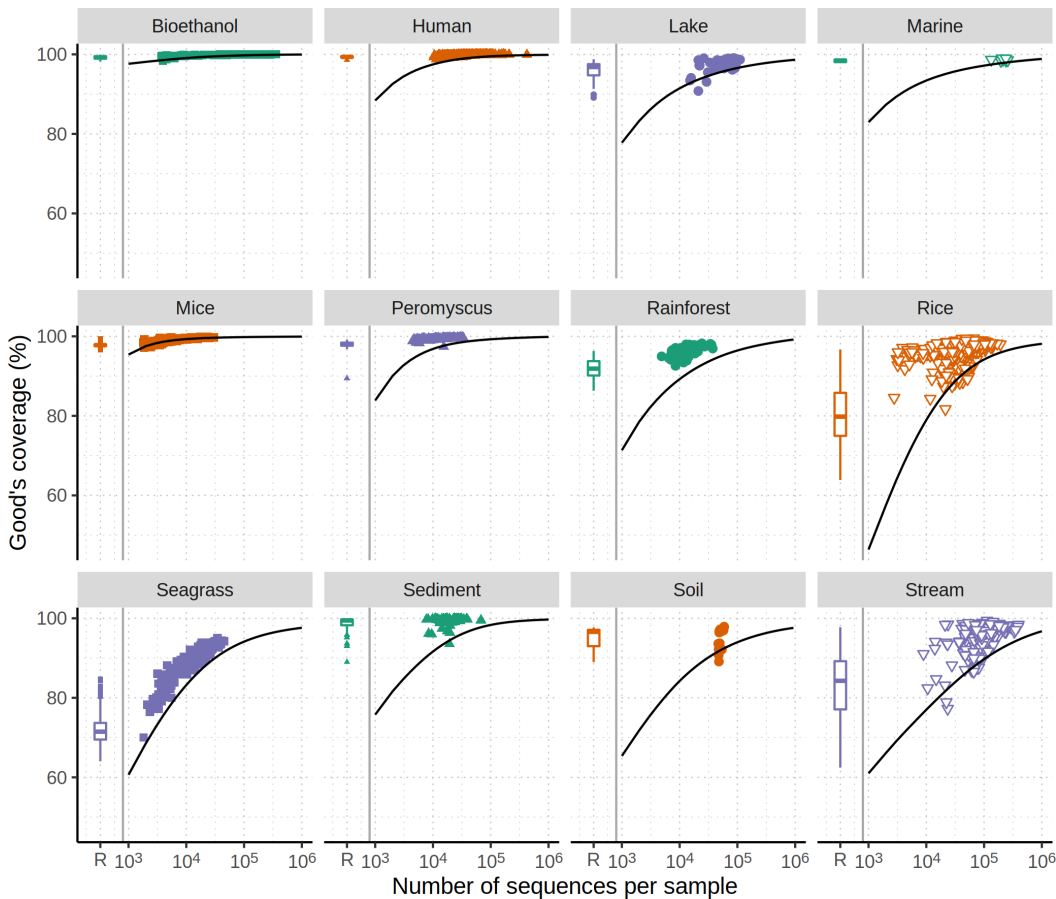 Bioethanol Human Lake Marine
100
80
60
Mice Peromyscus Rainforest Rice
100
80
60
Good's coverage (%)
Seagrass Sediment Soil Stream
100
80
60
R 10³ 10⁴ 10⁵ 10⁶ R 10³ 10⁴ 10⁵ 10⁶ R 10³ 10⁴ 10⁵ 10⁶ R 10³ 10⁴ 10⁵ 10⁶
Number of sequences per sample